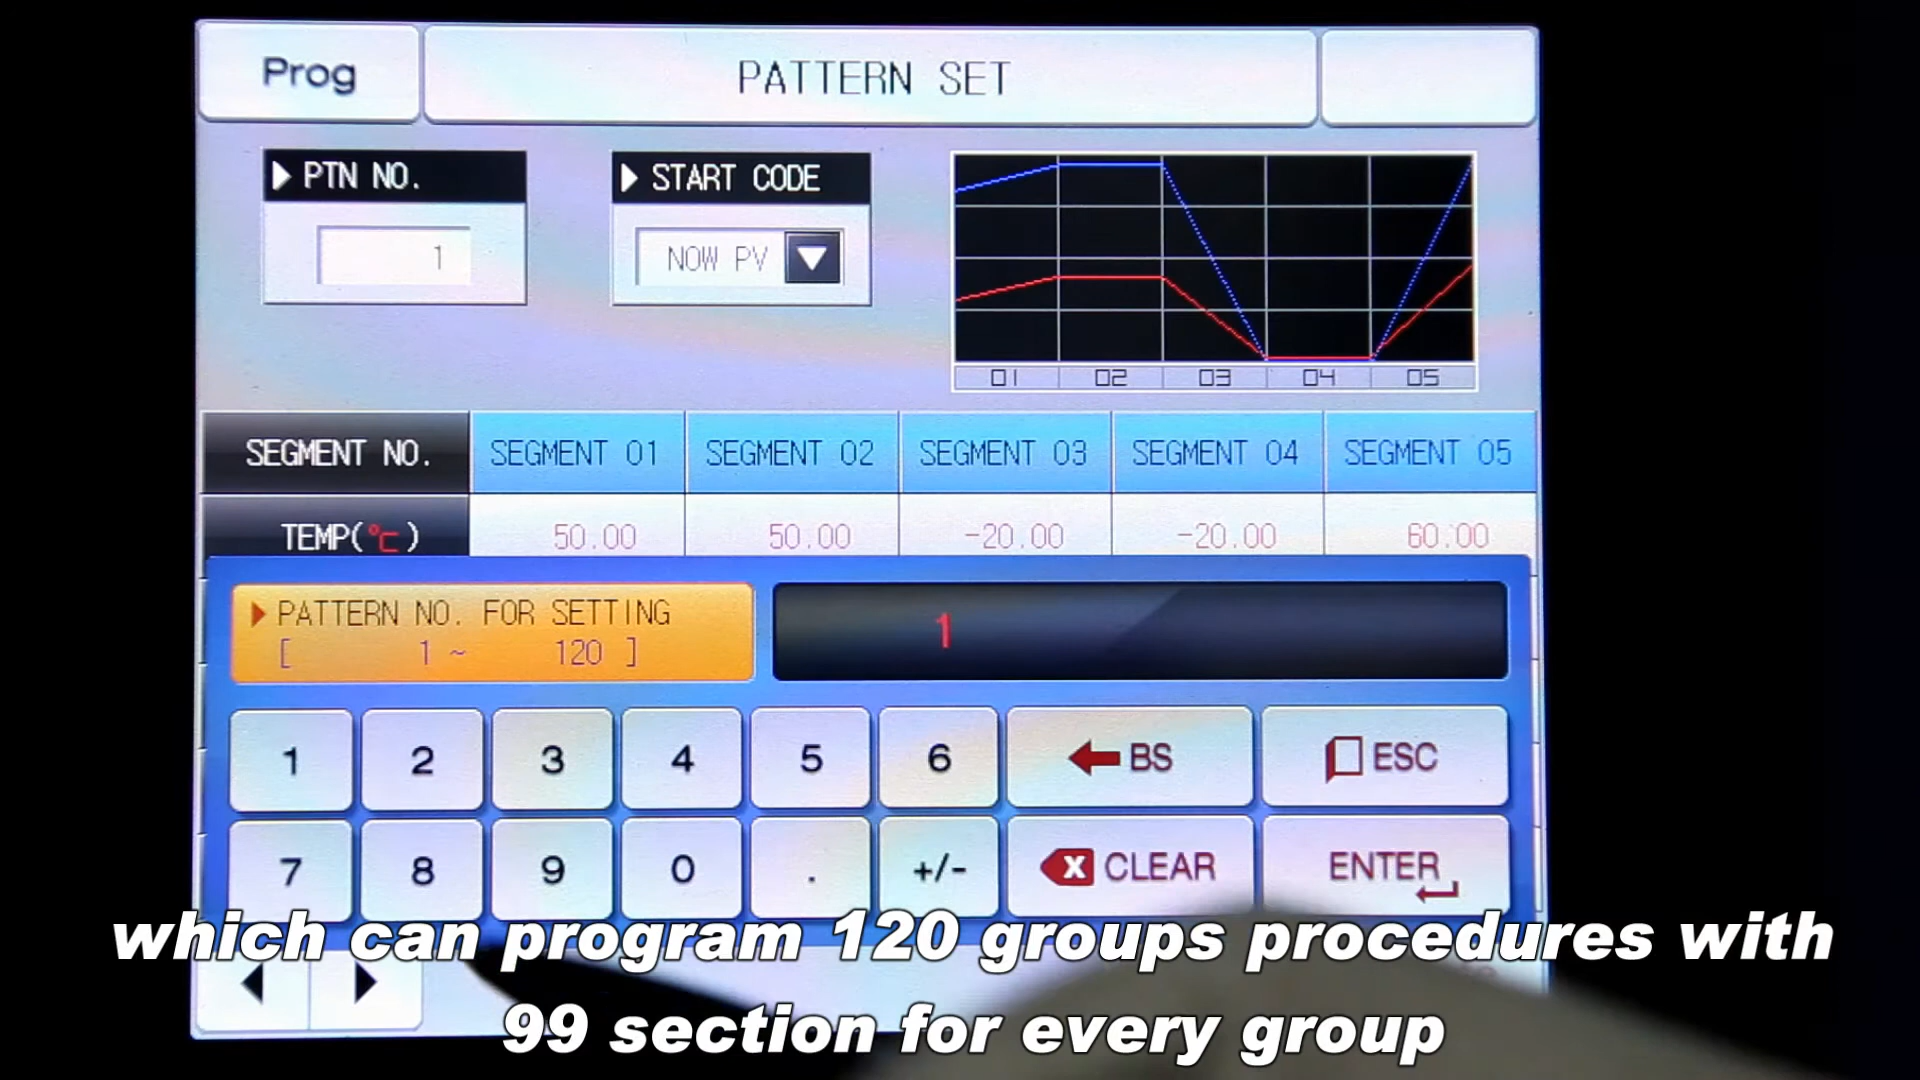 Prog
PATTERN SET
PTN NO.
START CODE
1
NOW PV
01 02 03 04 05
SEGMENT NO. SEGMENT 01 SEGMENT 02 SEGMENT 03 SEGMENT 04 SEGMENT 05
TEMP(℃) 50.00 50.00 -20.00 -20.00 60.00
PATTERN NO. FOR SETTING
[ 1 ~ 120 ]
1
1 2 3 4 5 6 BS ESC
7 8 9 0 . +/- CLEAR ENTER
which can program 120 groups procedures with
99 section for every group